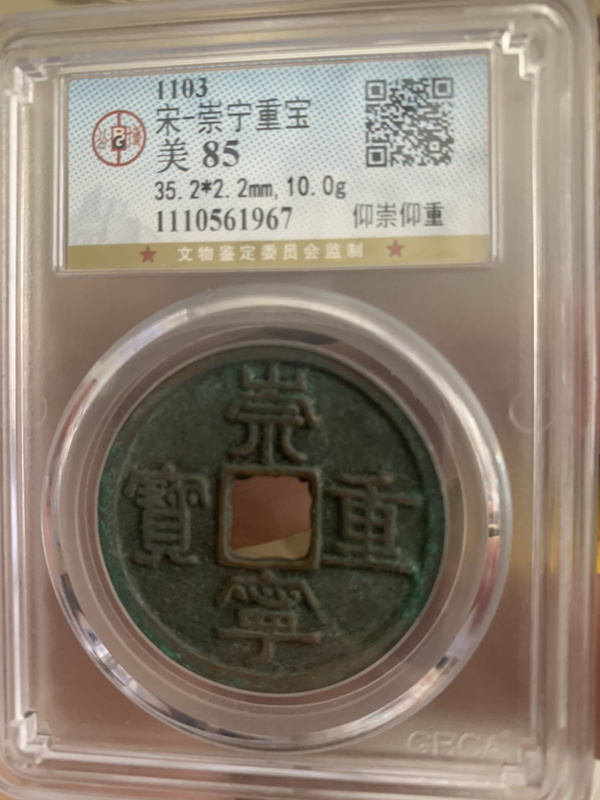 1103
宋-崇宁重宝
美 85
35.2*2.2mm, 10.0g
1110561967 仰崇仰重
★ 文物鉴定委员会监制 ★
崇
寶 重
寧